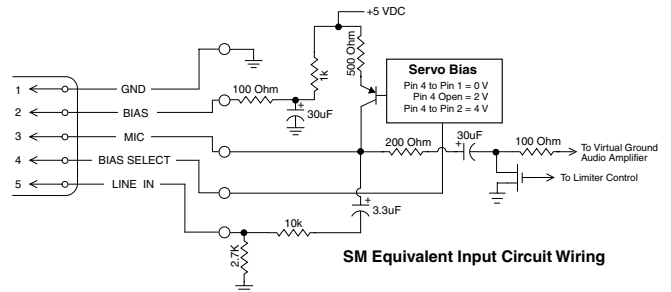 +5 VDC
500 Ohm
1k
Servo Bias
Pin 4 to Pin 1 = 0 V
Pin 4 Open = 2 V
Pin 4 to Pin 2 = 4 V
1 GND
100 Ohm
2 BIAS
30uF
3 MIC
200 Ohm
30uF
100 Ohm
To Virtual Ground
Audio Amplifier
4 BIAS SELECT
To Limiter Control
5 LINE IN
3.3uF
10k
2.7K
SM Equivalent Input Circuit Wiring
+
+
+